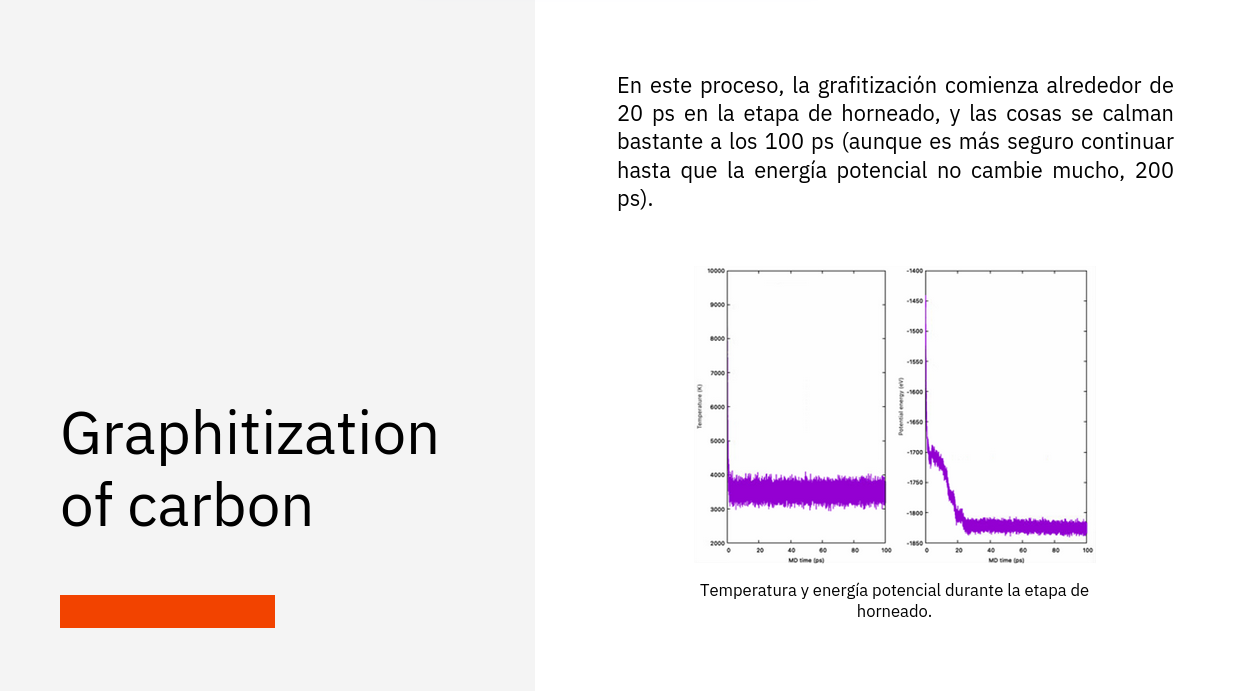 Graphitization
of carbon
En este proceso, la grafitización comienza alrededor de
20 ps en la etapa de horneado, y las cosas se calman
bastante a los 100 ps (aunque es más seguro continuar
hasta que la energía potencial no cambie mucho, 200
ps).
10000
9000
8000
7000
6000
5000
4000
3000
2000
Temperature (K)
0 20 40 60 80 100
MD time (ps)
-1400
-1450
-1500
-1550
-1600
-1650
-1700
-1750
-1800
-1850
Potential energy (eV)
0 20 40 60 80 100
MD time (ps)
Temperatura y energía potencial durante la etapa de
horneado.